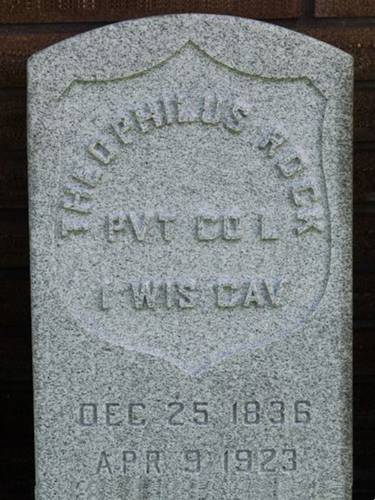 THEOPHILUS ROCK
PVT CO L
1 WIS CAV
DEC 25 1836
APR 9 1923